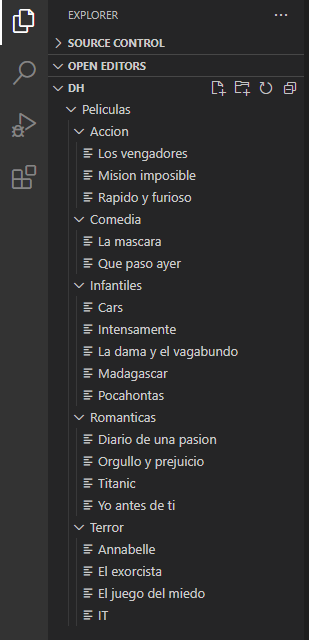 EXPLORER
SOURCE CONTROL
OPEN EDITORS
DH
Peliculas
Accion
Los vengadores
Mision imposible
Rapido y furioso
Comedia
La mascara
Que paso ayer
Infantiles
Cars
Intensamente
La dama y el vagabundo
Madagascar
Pocahontas
Romanticas
Diario de una pasion
Orgullo y prejuicio
Titanic
Yo antes de ti
Terror
Annabelle
El exorcista
El juego del miedo
IT